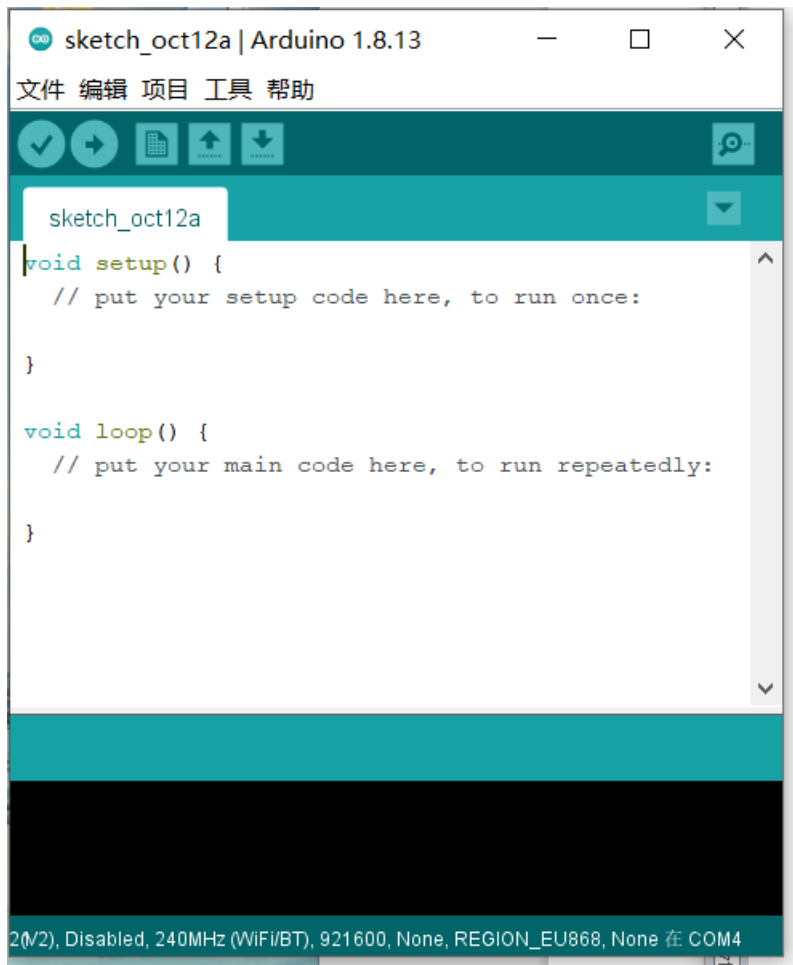 sketch_oct12a | Arduino 1.8.13
文件 编辑 项目 工具 帮助
sketch_oct12a
void setup() {
// put your setup code here, to run once:
}
void loop() {
// put your main code here, to run repeatedly:
}
V2), Disabled, 240MHz (WiFi/BT), 921600, None, REGION_EU868, None 在 COM4